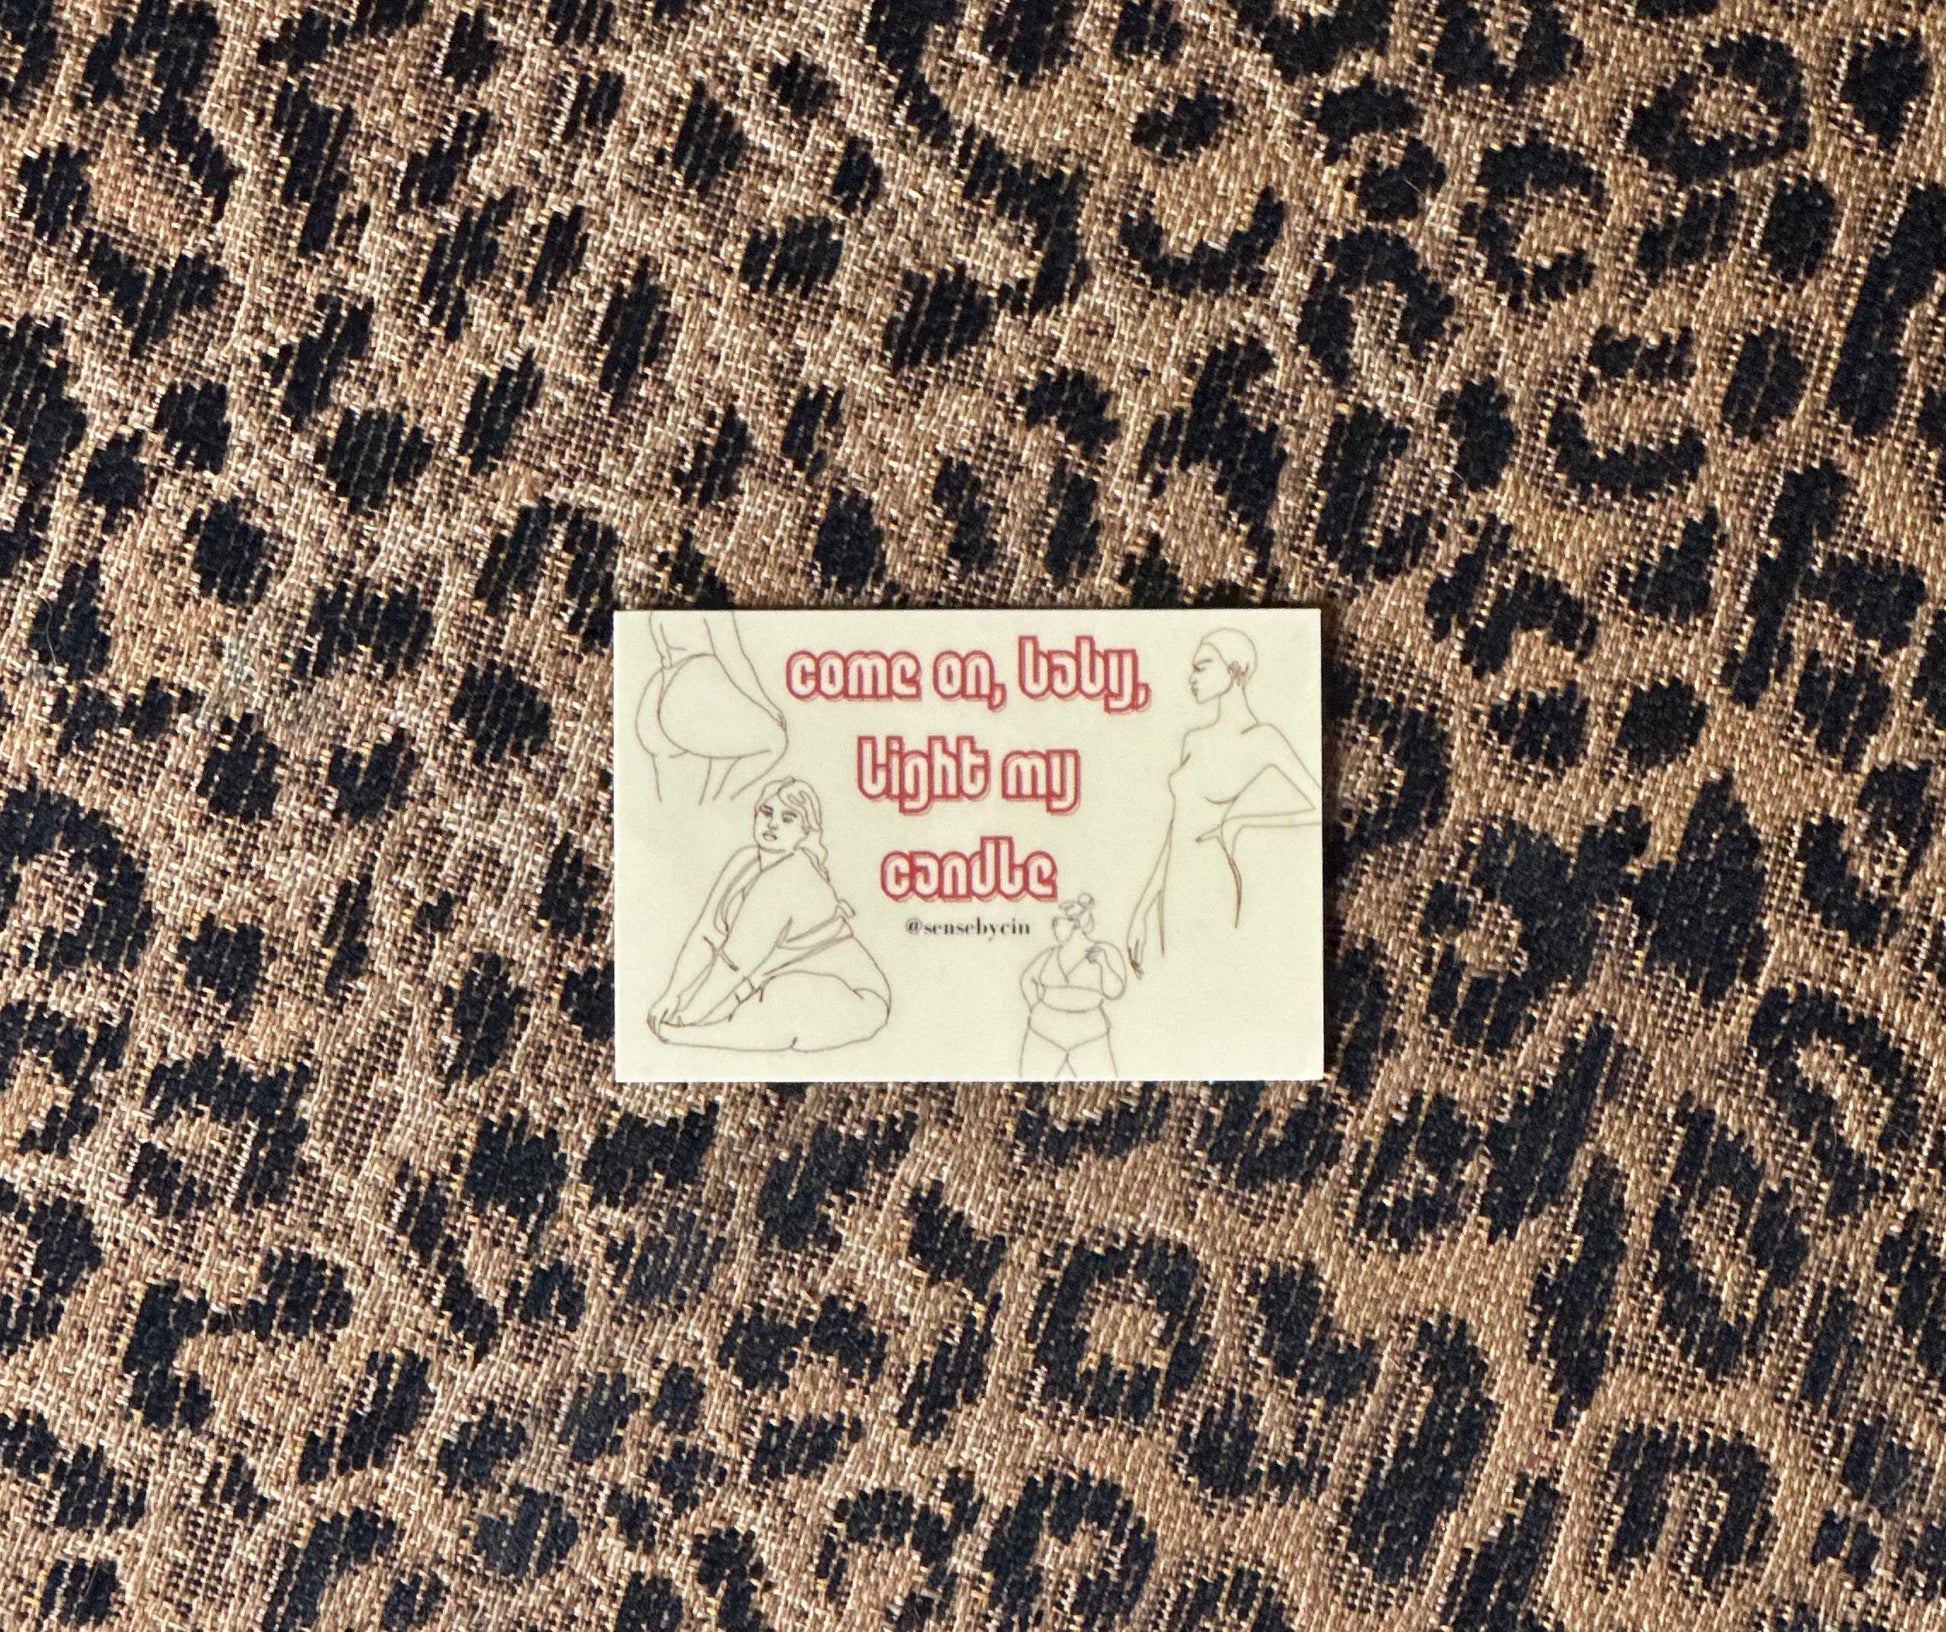 come on, baby,
light my
candle
@sensebycin